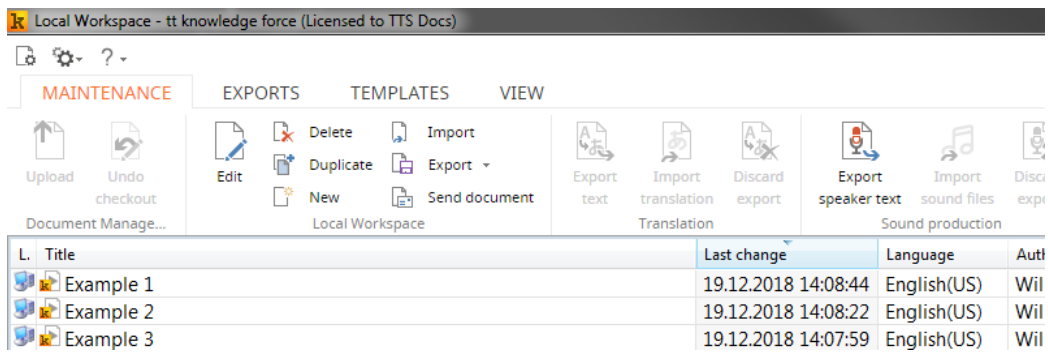 Local Workspace - tt knowledge force (Licensed to TTS Docs)
MAINTENANCE EXPORTS TEMPLATES VIEW
Upload
Undo checkout
Document Manage...
Edit
Delete
Duplicate
New
Import
Export
Send document
Local Workspace
Export text
Import translation
Discard export
Translation
Export speaker text
Import sound files
Sound production
L. Title Last change Language
Example 1 19.12.2018 14:08:44 English(US) Wil
Example 2 19.12.2018 14:08:22 English(US) Wil
Example 3 19.12.2018 14:07:59 English(US) Wil